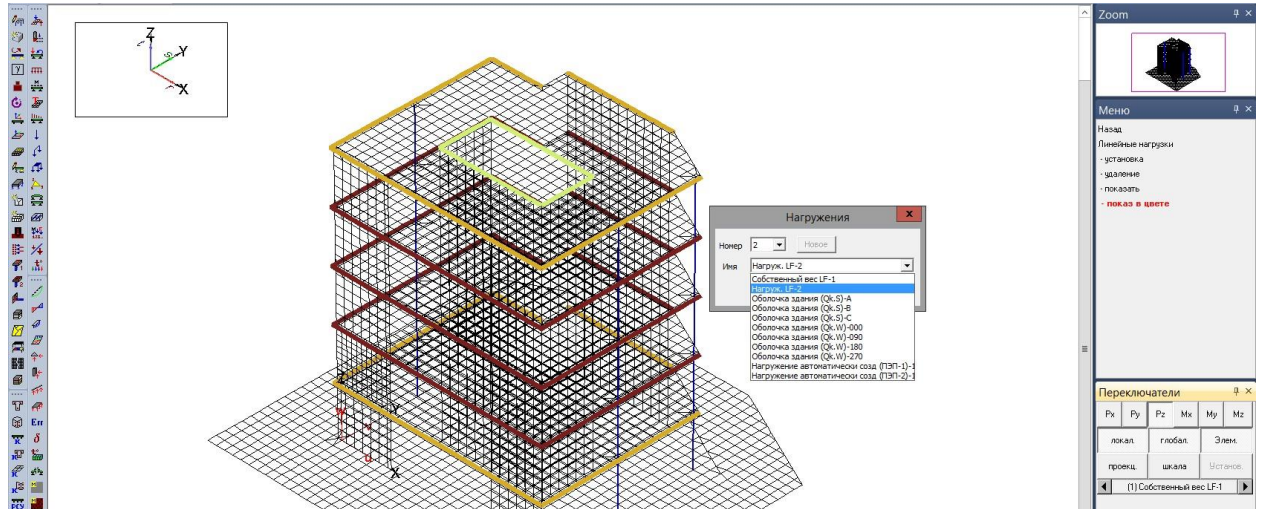 Zoom
Z
Y
X
Меню
Назад
Линейные нагрузки
- установка
- удаление
- показать
- показ в цвете
Нагружения
Номер 2 Новое
Имя Нагруж. LF-2
Собственный вес LF-1
Нагруж. LF-2
Оболочка здания (Qk.S)-A
Оболочка здания (Qk.S)-B
Оболочка здания (Qk.S)-C
Оболочка здания (Qk.W)-000
Оболочка здания (Qk.W)-090
Оболочка здания (Qk.W)-180
Оболочка здания (Qk.W)-270
Нагружение автоматически созд (ПЭП-1)-1
Нагружение автоматически созд (ПЭП-2)-1
Y
X
Переключатели
Px Py Pz Mx My Mz
локал. глобал. Элем.
проекц. шкала Установ.
(1) Собственный вес LF-1
Err
РСУ